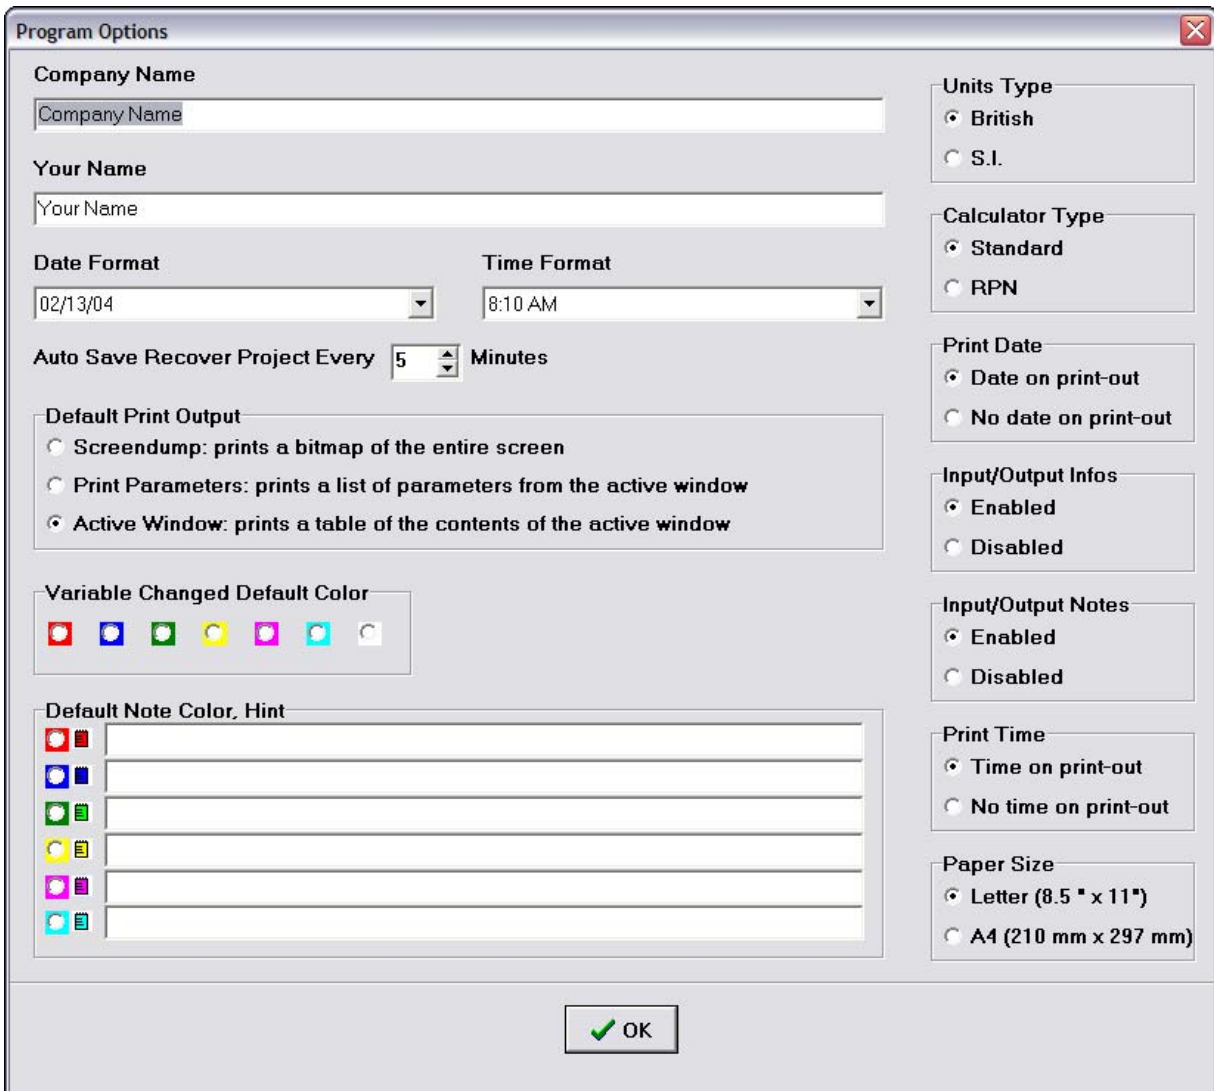 Program Options
Company Name
Company Name
Your Name
Your Name
Date Format
Time Format
02/13/04
8:10 AM
Auto Save Recover Project Every 5 Minutes
Default Print Output
Screendump: prints a bitmap of the entire screen
Print Parameters: prints a list of parameters from the active window
Active Window: prints a table of the contents of the active window
Variable Changed Default Color
Default Note Color, Hint
Units Type
British
S.I.
Calculator Type
Standard
RPN
Print Date
Date on print-out
No date on print-out
Input/Output Infos
Enabled
Disabled
Input/Output Notes
Enabled
Disabled
Print Time
Time on print-out
No time on print-out
Paper Size
Letter (8.5 " x 11")
A4 (210 mm x 297 mm)
OK